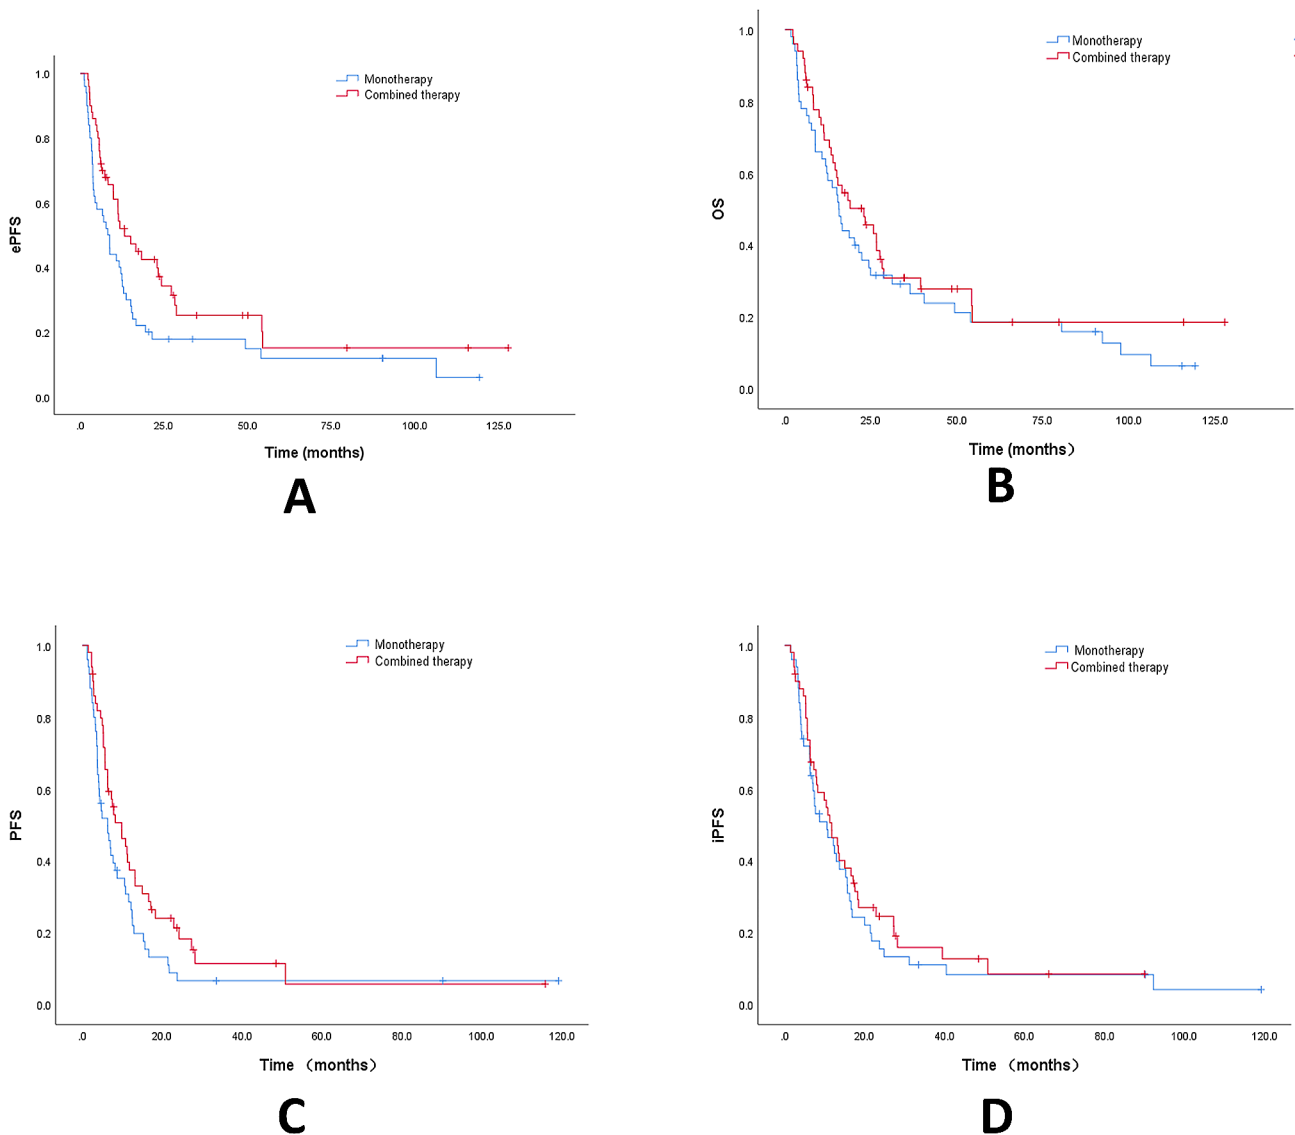 Monotherapy
Combined therapy
1.0
0.8
0.6
0.4
0.2
0.0
ePFS
.0 25.0 50.0 75.0 100.0 125.0
Time (months)
A
Monotherapy
Combined therapy
1.0
0.8
0.6
0.4
0.2
0.0
OS
.0 25.0 50.0 75.0 100.0 125.0
Time (months）
B
Monotherapy
Combined therapy
1.0
0.8
0.6
0.4
0.2
0.0
PFS
.0 20.0 40.0 60.0 80.0 100.0 120.0
Time （months）
C
Monotherapy
Combined therapy
1.0
0.8
0.6
0.4
0.2
0.0
iPFS
.0 20.0 40.0 60.0 80.0 100.0 120.0
Time （months）
D